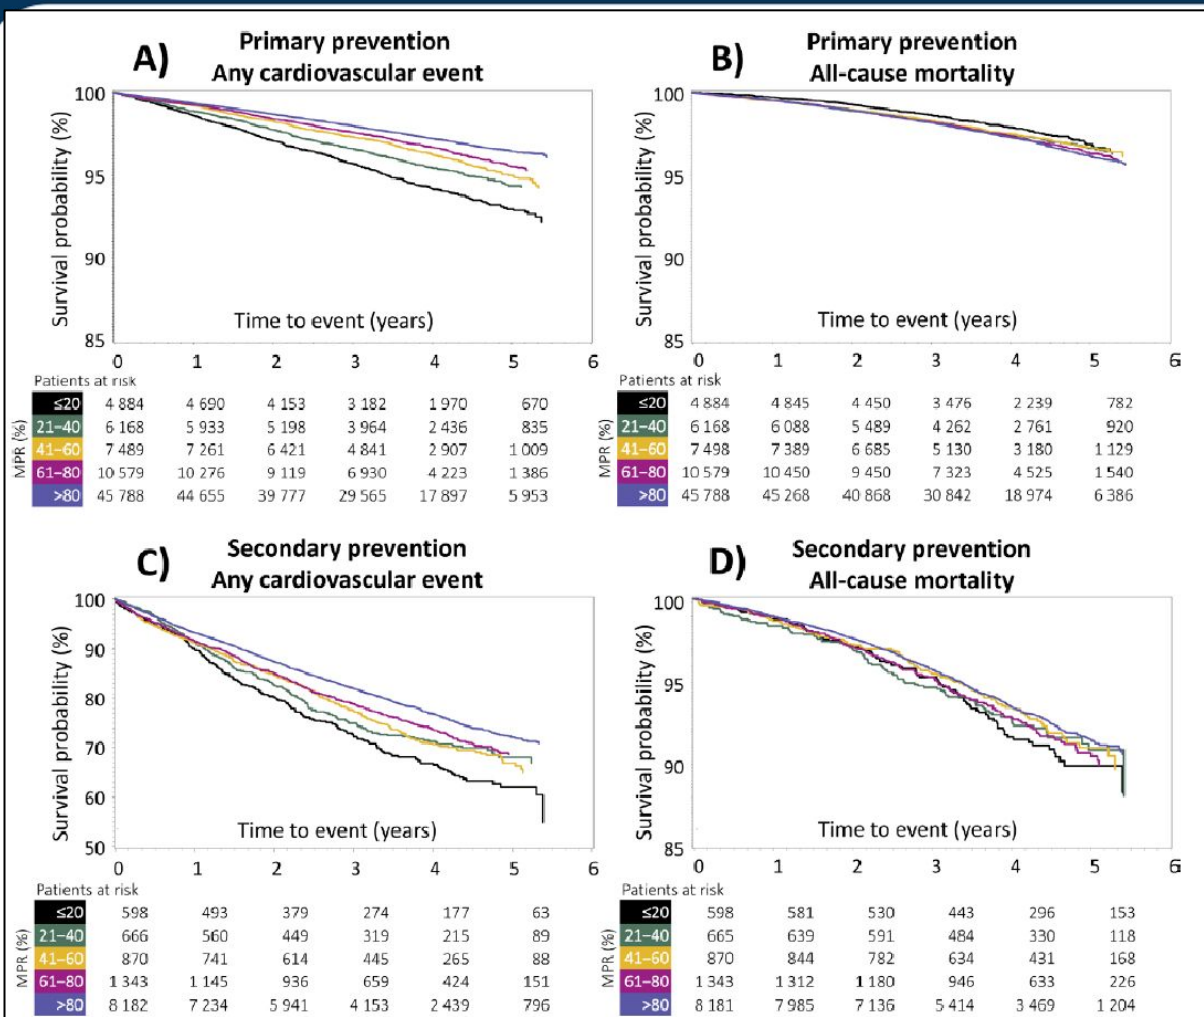 A)
Primary prevention
Any cardiovascular event
Survival probability (%)
100
95
90
85
Time to event (years)
0 1 2 3 4 5 6
Patients at risk
MPR (%)
≤20 4 884 4 690 4 153 3 182 1 970 670
21–40 6 168 5 933 5 198 3 964 2 436 835
41–60 7 489 7 261 6 421 4 841 2 907 1 009
61–80 10 579 10 276 9 119 6 930 4 223 1 386
>80 45 788 44 655 39 777 29 565 17 897 5 953
B)
Primary prevention
All-cause mortality
Survival probability (%)
100
95
90
85
Time to event (years)
0 1 2 3 4 5 6
Patients at risk
MPR (%)
≤20 4 884 4 845 4 450 3 476 2 239 782
21–40 6 168 6 088 5 489 4 262 2 761 920
41–60 7 498 7 389 6 685 5 130 3 180 1 129
61–80 10 579 10 450 9 450 7 323 4 525 1 540
>80 45 788 45 268 40 868 30 842 18 974 6 386
C)
Secondary prevention
Any cardiovascular event
Survival probability (%)
100
90
80
70
60
50
Time to event (years)
0 1 2 3 4 5 6
Patients at risk
MPR (%)
≤20 598 493 379 274 177 63
21–40 666 560 449 319 215 89
41–60 870 741 614 445 265 88
61–80 1 343 1 145 936 659 424 151
>80 8 182 7 234 5 941 4 153 2 439 796
D)
Secondary prevention
All-cause mortality
Survival probability (%)
100
95
90
85
Time to event (years)
0 1 2 3 4 5 6
Patients at risk
MPR (%)
≤20 598 581 530 443 296 153
21–40 665 639 591 484 330 118
41–60 870 844 782 634 431 168
61–80 1 343 1 312 1 180 946 633 226
>80 8 181 7 985 7 136 5 414 3 469 1 204